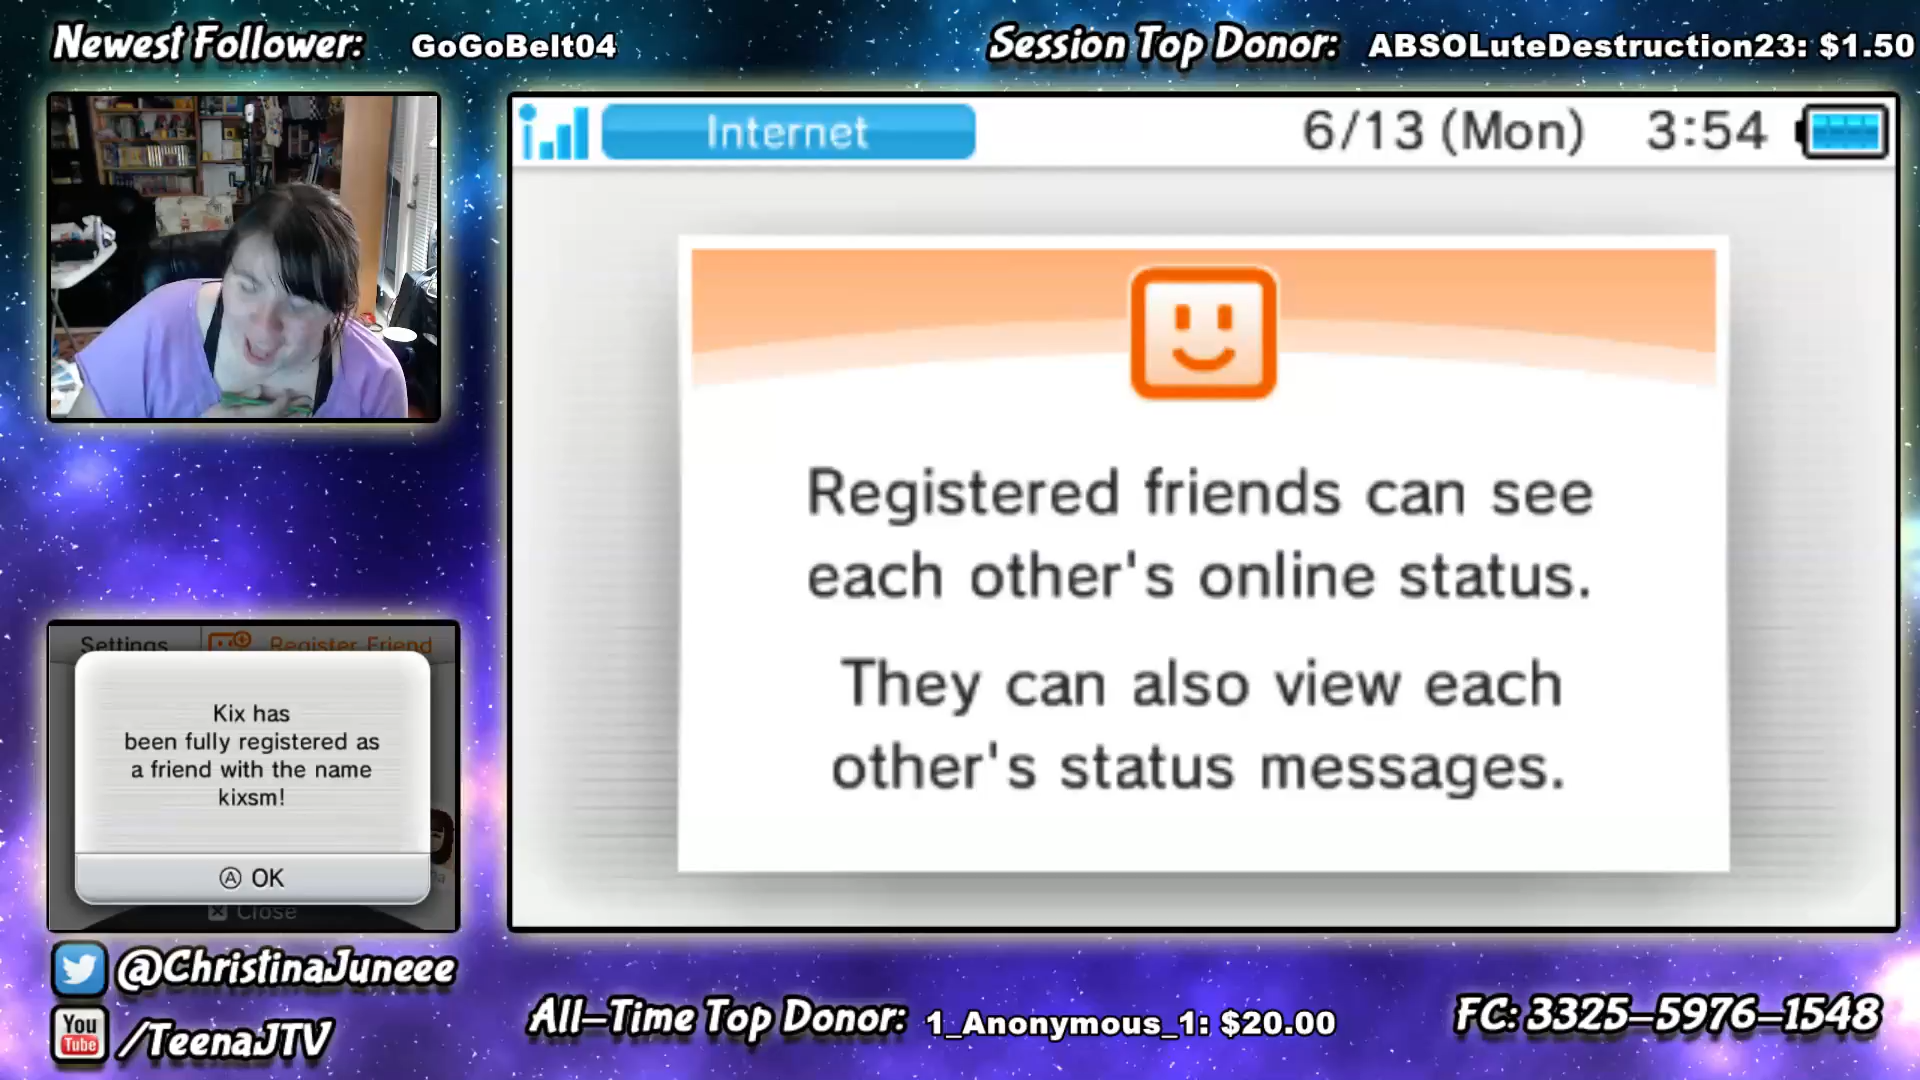 Newest Follower: GoGoBelt04
Session Top Donor: ABSOLuteDestruction23: $1.50
Internet 6/13 (Mon) 3:54
Registered friends can see
each other's online status.
They can also view each
other's status messages.
Settings Register Friend
Kix has
been fully registered as
a friend with the name
kixsm!
Ⓐ OK
Close
@ChristinaJuneee
You
Tube /TeenaJTV
All-Time Top Donor: 1_Anonymous_1: $20.00
FC: 3325-5976-1548